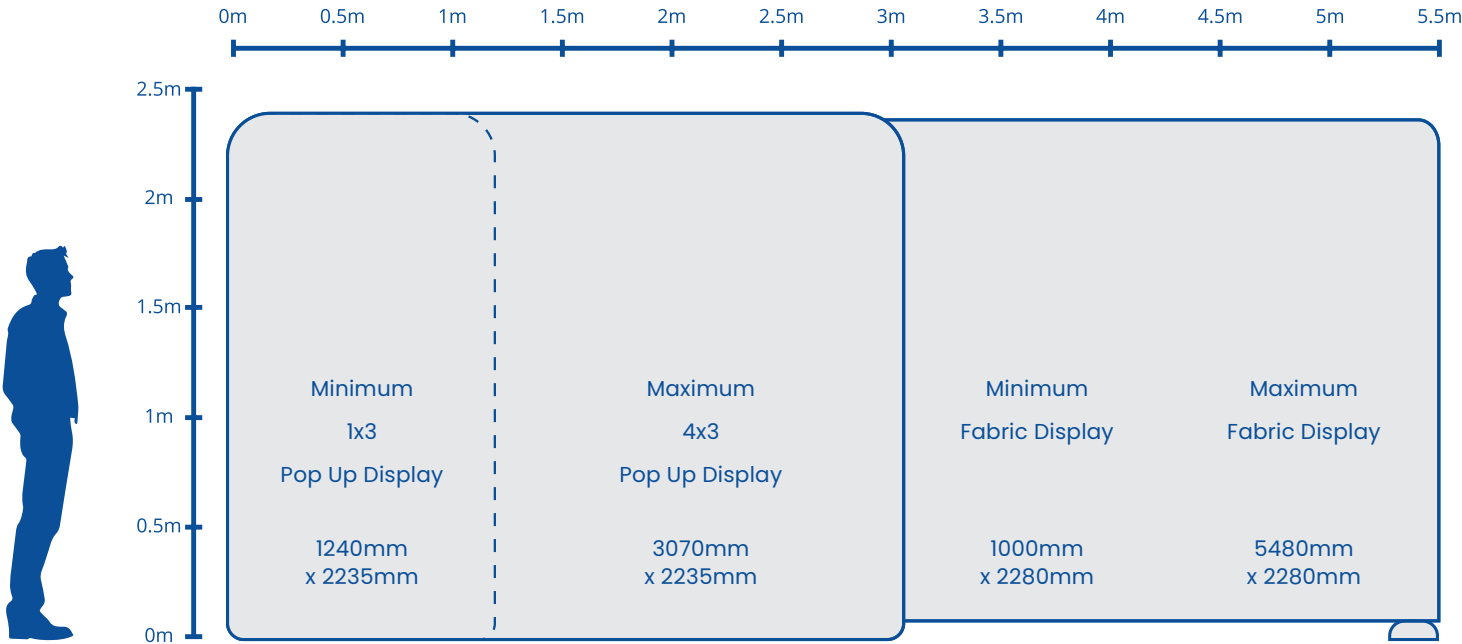 0m 0.5m 1m 1.5m 2m 2.5m 3m 3.5m 4m 4.5m 5m 5.5m
2.5m
2m
1.5m
1m
0.5m
0m
Minimum
1x3
Pop Up Display
1240mm
x 2235mm
Maximum
4x3
Pop Up Display
3070mm
x 2235mm
Minimum
Fabric Display
1000mm
x 2280mm
Maximum
Fabric Display
5480mm
x 2280mm